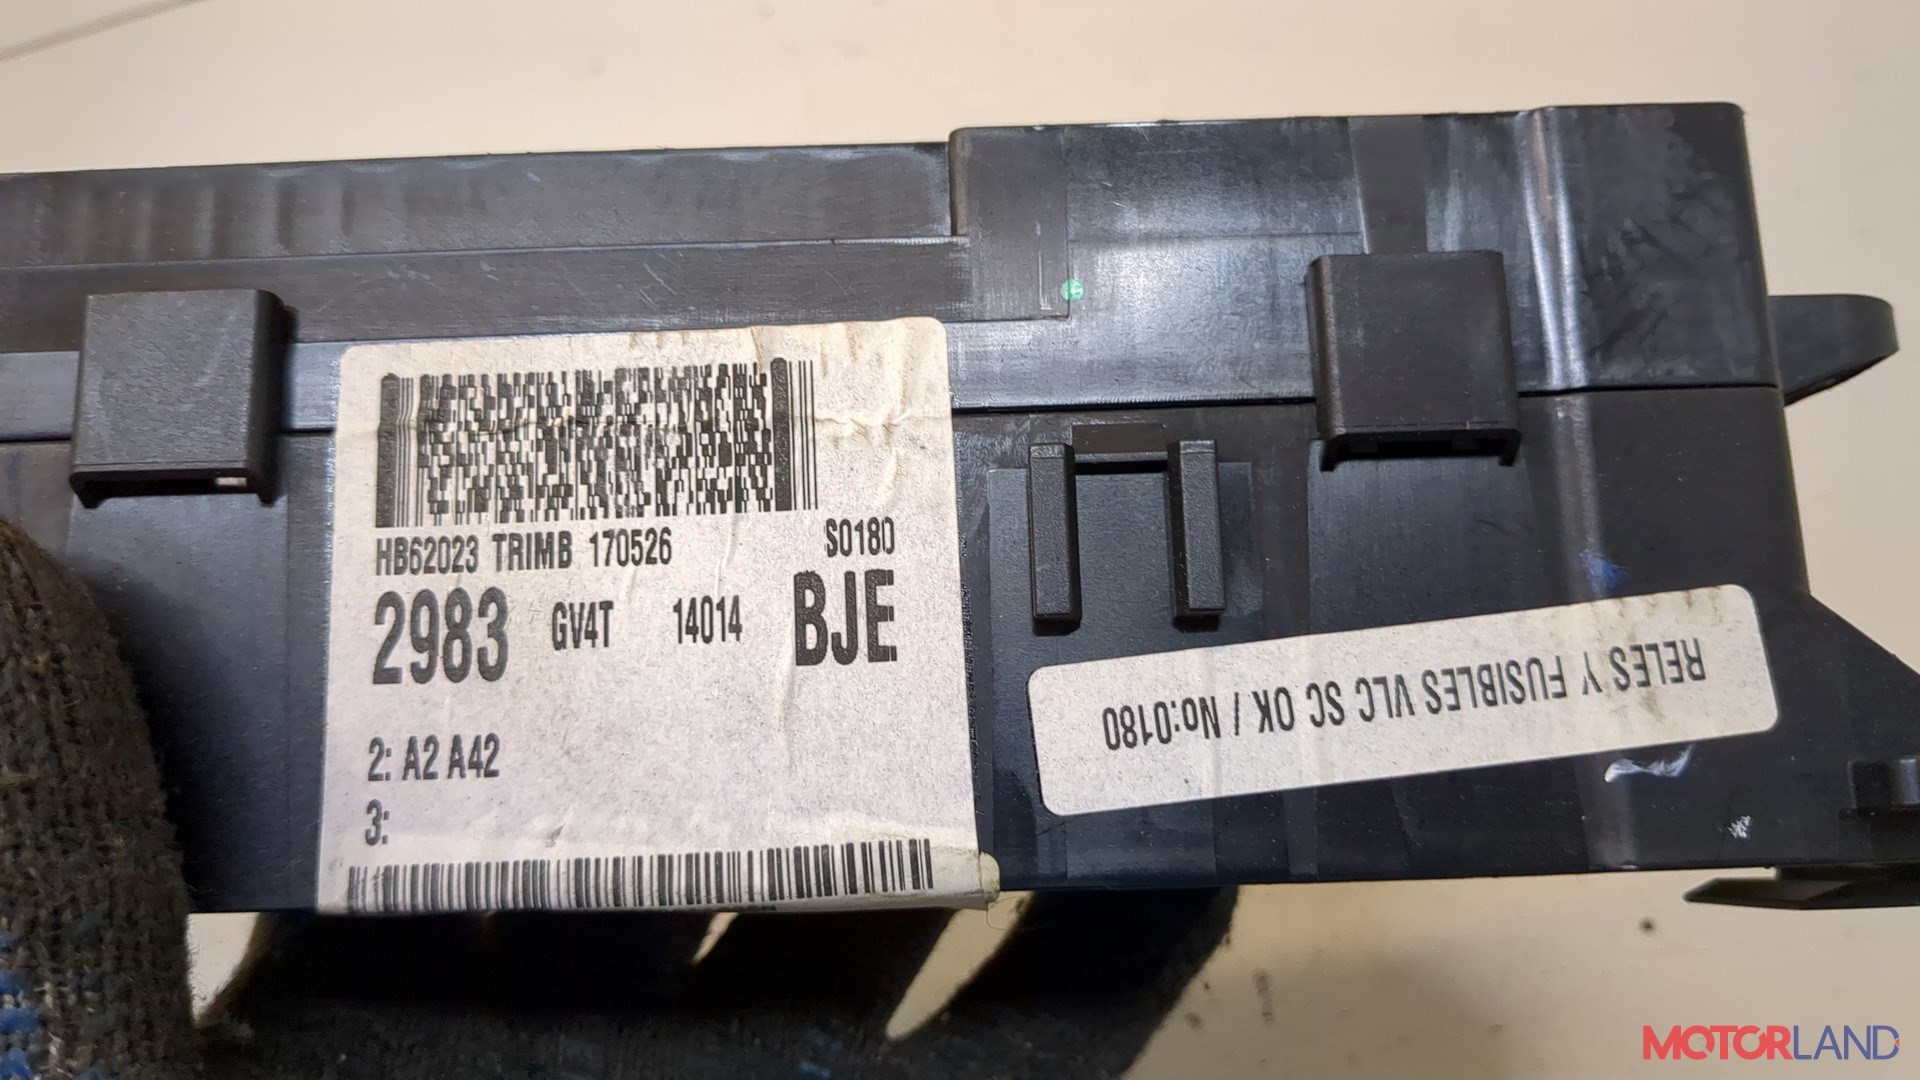 HB62023 TRIMB 170526 S0180
2983 GV4T 14014 BJE
2: A2 A42
3:
RELES Y FUSIBLES VLC SC OK / No:0180
MOTORLAND